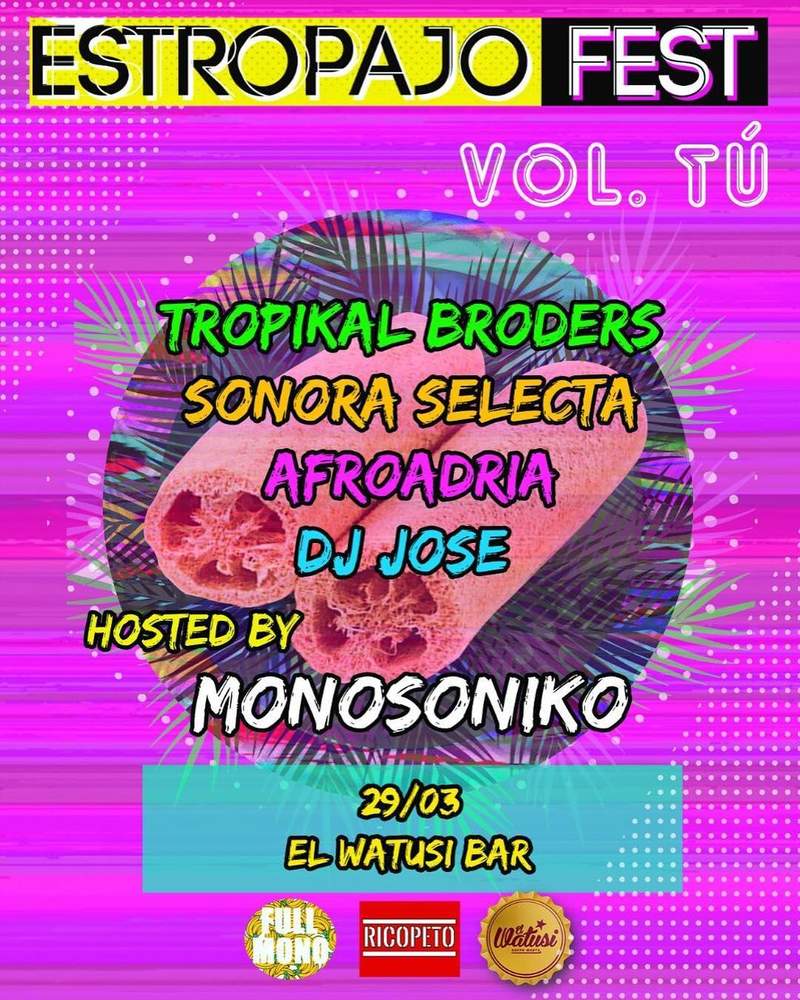 ESTROPAJO FEST
VOL. TÚ
TROPIKAL BRODERS
SONORA SELECTA
AFROADRIA
DJ JOSE
HOSTED BY
MONOSONIKO
29/03
EL WATUSI BAR
FULL
MONO
RICOPETO
el
Watusi